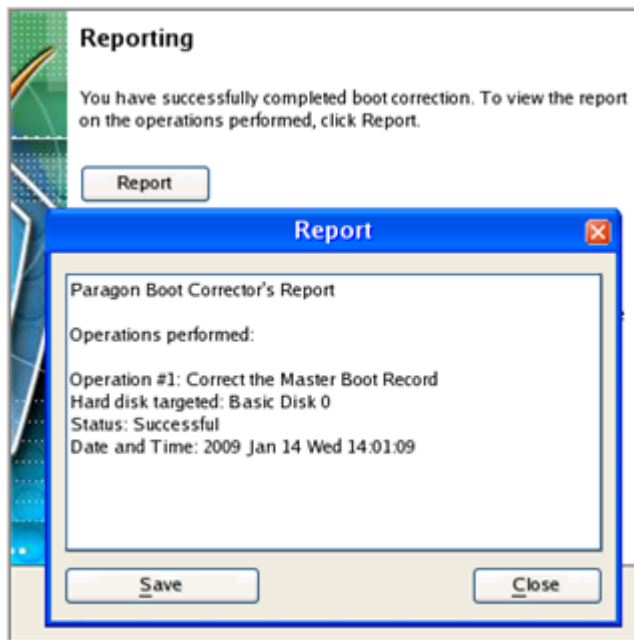 Reporting
You have successfully completed boot correction. To view the report
on the operations performed, click Report.
Report
Report
Paragon Boot Corrector's Report
Operations performed:
Operation #1: Correct the Master Boot Record
Hard disk targeted: Basic Disk 0
Status: Successful
Date and Time: 2009 Jan 14 Wed 14:01:09
Save
Close